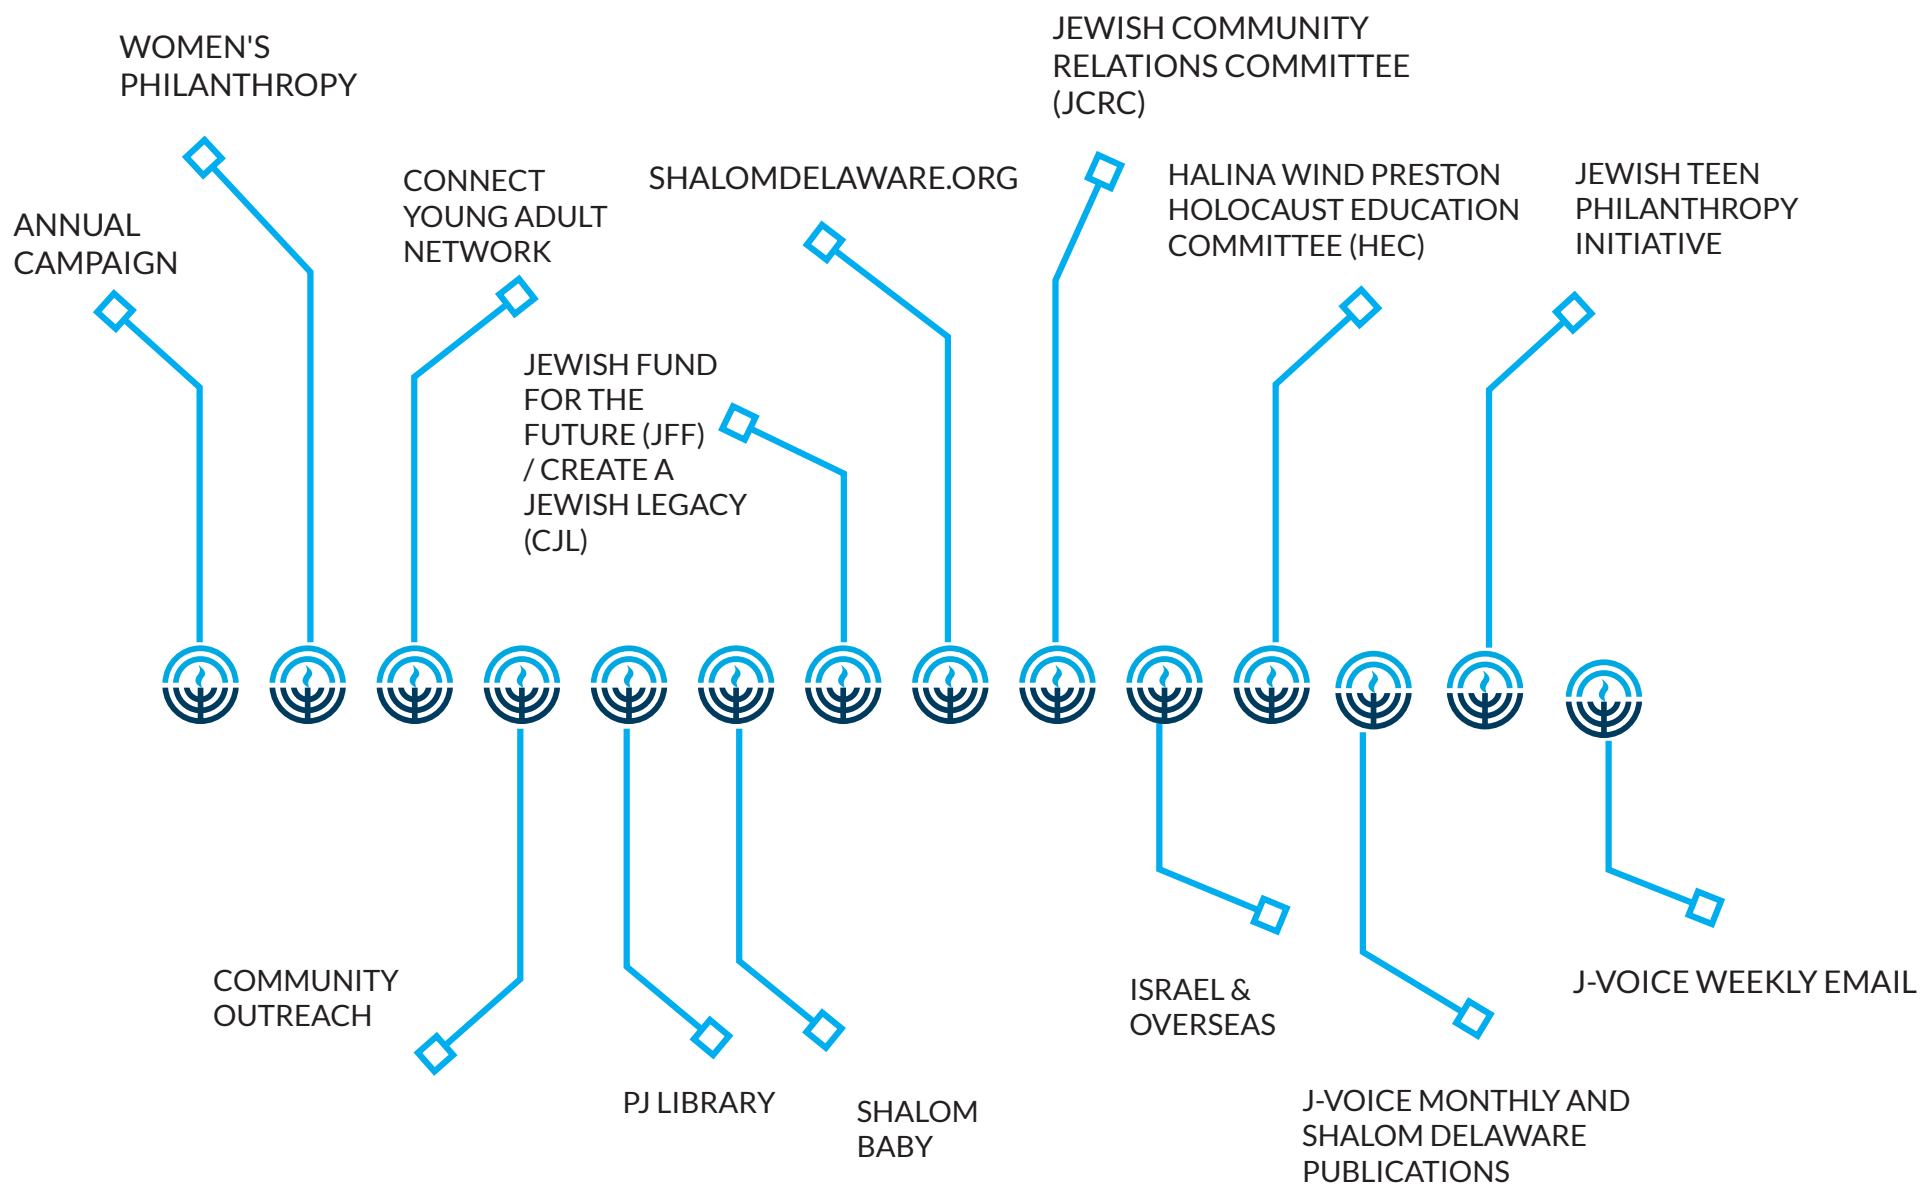 WOMEN'S
PHILANTHROPY
ANNUAL
CAMPAIGN
CONNECT
YOUNG ADULT
NETWORK
JEWISH FUND
FOR THE
FUTURE (JFF)
/ CREATE A
JEWISH LEGACY
(CJL)
SHALOMDELAWARE.ORG
JEWISH COMMUNITY
RELATIONS COMMITTEE
(JCRC)
HALINA WIND PRESTON
HOLOCAUST EDUCATION
COMMITTEE (HEC)
JEWISH TEEN
PHILANTHROPY
INITIATIVE
COMMUNITY
OUTREACH
PJ LIBRARY
SHALOM
BABY
ISRAEL &
OVERSEAS
J-VOICE MONTHLY AND
SHALOM DELAWARE
PUBLICATIONS
J-VOICE WEEKLY EMAIL